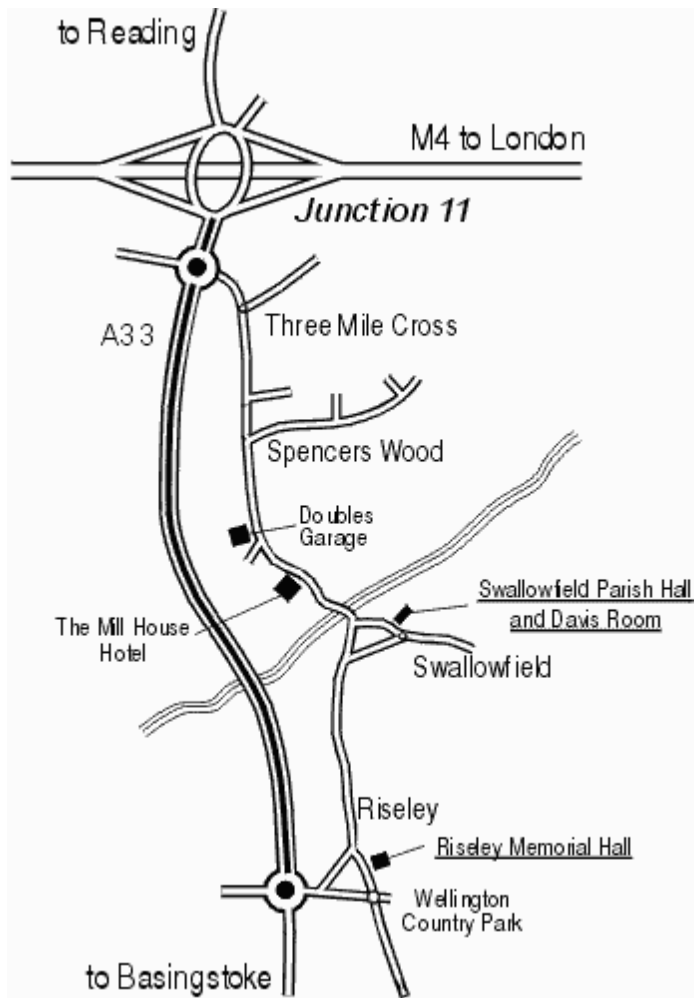 to Reading
M4 to London
Junction 11
A33
Three Mile Cross
Spencers Wood
Doubles
Garage
Swallowfield Parish Hall
and Davis Room
The Mill House
Hotel
Swallowfield
Riseley
Riseley Memorial Hall
Wellington
Country Park
to Basingstoke